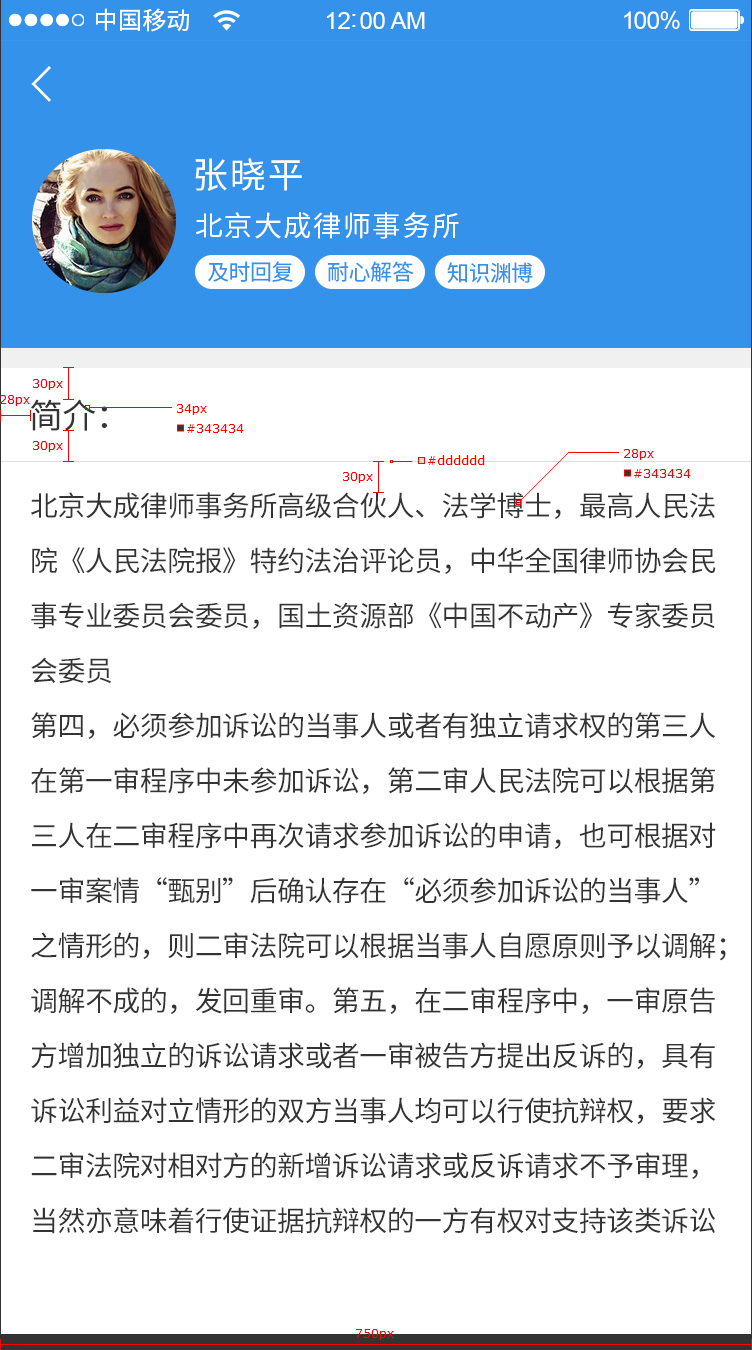 中国移动 12:00 AM 100%
张晓平
北京大成律师事务所
及时回复 耐心解答 知识渊博
30px
28px
简介：
34px
#343434
30px
30px
#dddddd
28px
#343434
北京大成律师事务所高级合伙人、法学博士，最高人民法
院《人民法院报》特约法治评论员，中华全国律师协会民
事专业委员会委员，国土资源部《中国不动产》专家委员
会委员
第四，必须参加诉讼的当事人或者有独立请求权的第三人
在第一审程序中未参加诉讼，第二审人民法院可以根据第
三人在二审程序中再次请求参加诉讼的申请，也可根据对
一审案情“甄别”后确认存在“必须参加诉讼的当事人”
之情形的，则二审法院可以根据当事人自愿原则予以调解；
调解不成的，发回重审。第五，在二审程序中，一审原告
方增加独立的诉讼请求或者一审被告方提出反诉的，具有
诉讼利益对立情形的双方当事人均可以行使抗辩权，要求
二审法院对相对方的新增诉讼请求或反诉请求不予审理，
当然亦意味着行使证据抗辩权的一方有权对支持该类诉讼
750px